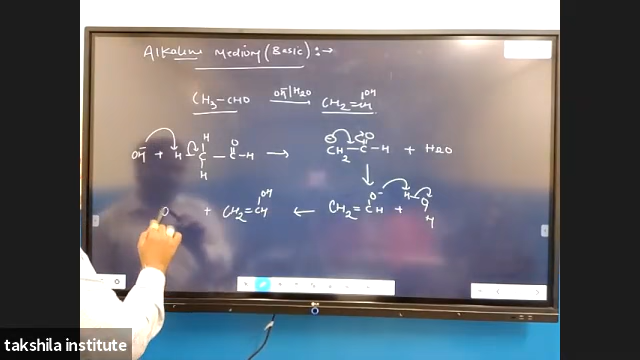 Alkaline Medium (Basic) :→
CH3-CHO OH⁻/H2O CH2=CH OH
OH⁻ + H-C-C-H H H O → CH2-C-H O + H2O
O + CH2=CH OH ← CH2=CH O⁻ + H-O H
LG
takshila institute